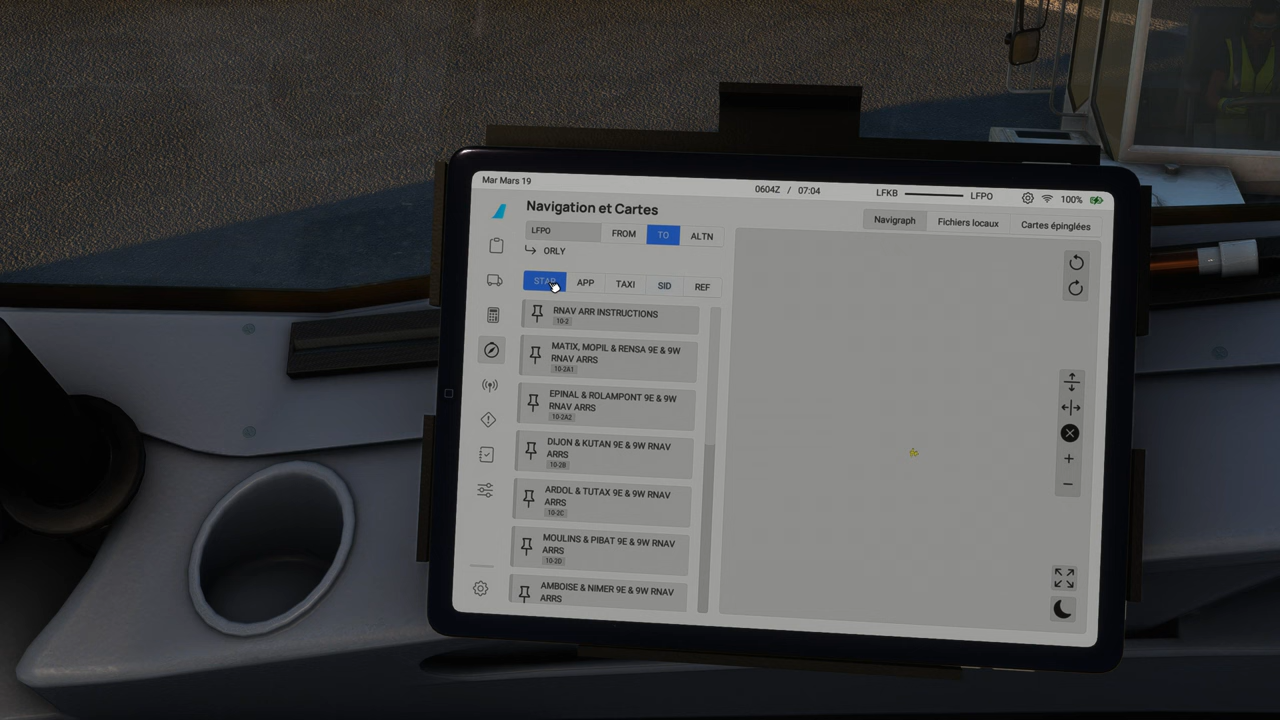 Mar Mars 19
0604Z / 07:04
LFKB
LFPO
100%
Navigation et Cartes
Navigraph
Fichiers locaux
Cartes épinglées
LFPO
FROM
TO
ALTN
ORLY
STAR
APP
TAXI
SID
REF
RNAV ARR INSTRUCTIONS
10-2
MATIX, MOPIL & RENSA 9E & 9W
RNAV ARRS
10-2A1
EPINAL & ROLAMPONT 9E & 9W
RNAV ARRS
10-2A2
DIJON & KUTAN 9E & 9W RNAV
ARRS
10-2B
ARDOL & TUTAX 9E & 9W RNAV
ARRS
10-2C
MOULINS & PIBAT 9E & 9W RNAV
ARRS
10-2D
AMBOISE & NIMER 9E & 9W RNAV
ARRS